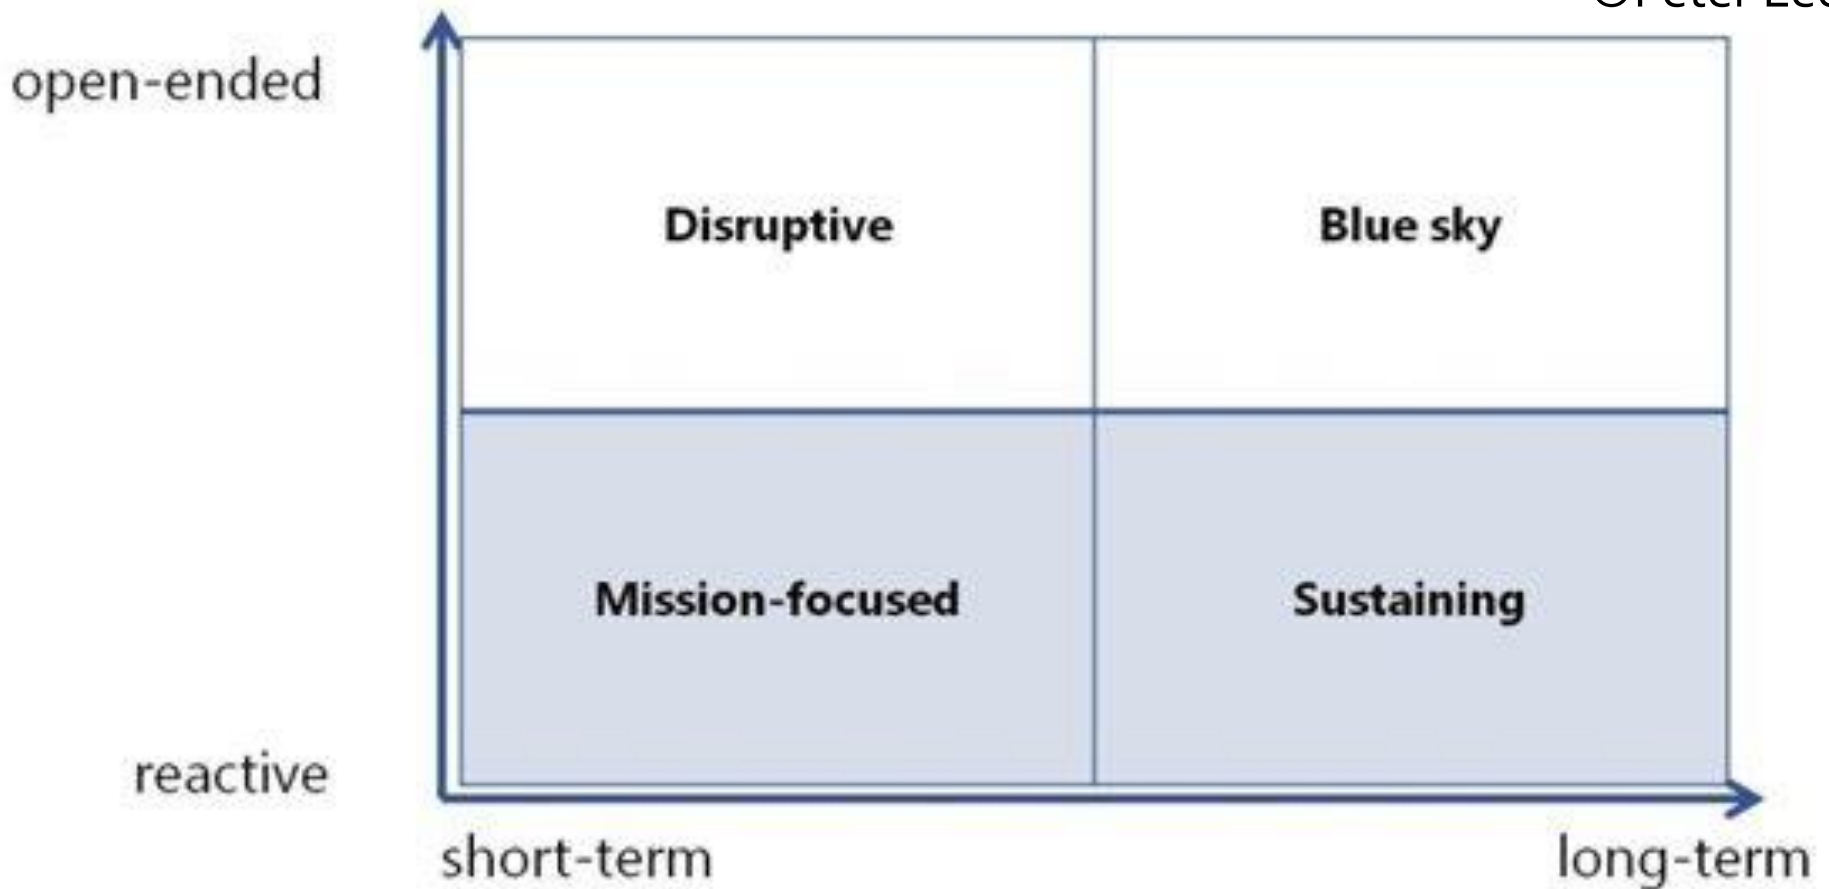 open-ended
Disruptive
Blue sky
Mission-focused
Sustaining
reactive
short-term
long-term